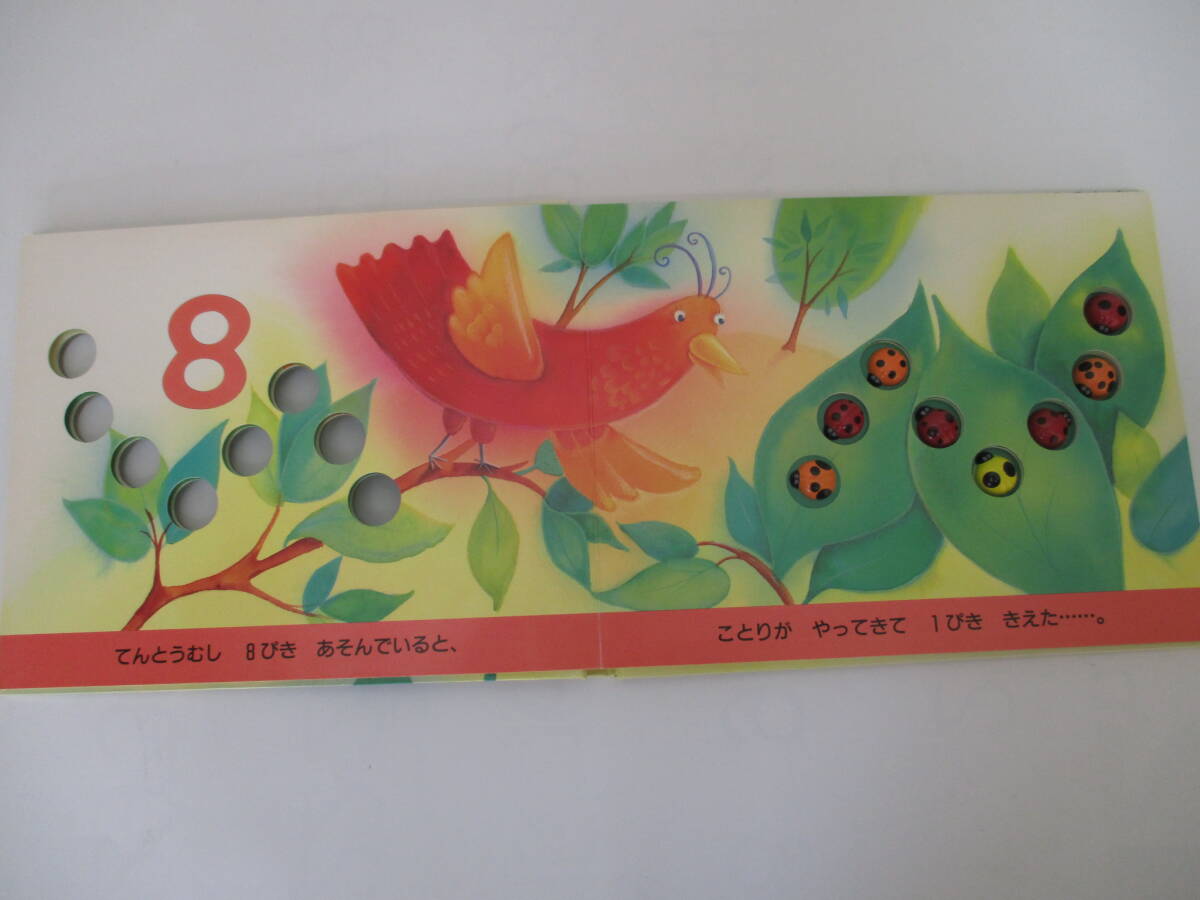 8
てんとうむし 8ぴき あそんでいると、
ことりが やってきて 1ぴき きえた……。